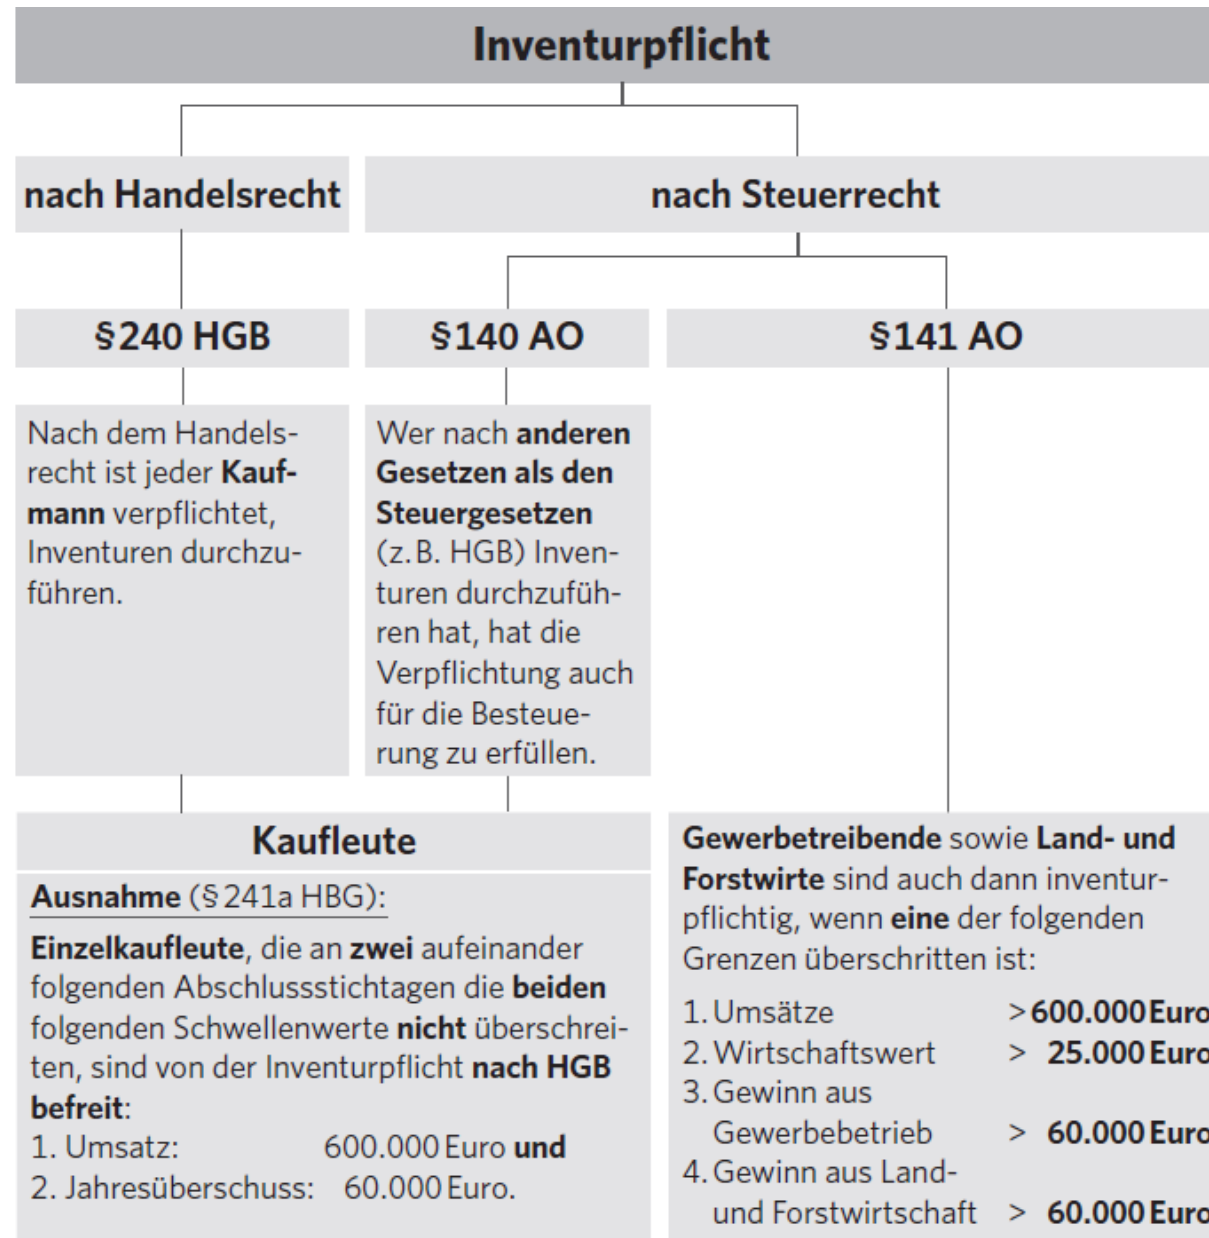 Inventurpflicht
nach Handelsrecht
nach Steuerrecht
§ 240 HGB
§ 140 AO
§ 141 AO
Nach dem Handels-
recht ist jeder Kauf-
mann verpflichtet,
Inventuren durchzu-
führen.
Wer nach anderen
Gesetzen als den
Steuergesetzen
(z. B. HGB) Inven-
turen durchzufüh-
ren hat, hat die
Verpflichtung auch
für die Besteue-
rung zu erfüllen.
Kaufleute
Ausnahme (§ 241a HBG):
Einzelkaufleute, die an zwei aufeinander
folgenden Abschlussstichtagen die beiden
folgenden Schwellenwerte nicht überschrei-
ten, sind von der Inventurpflicht nach HGB
befreit:
1. Umsatz: 600.000 Euro und
2. Jahresüberschuss: 60.000 Euro.
Gewerbetreibende sowie Land- und
Forstwirte sind auch dann inventur-
pflichtig, wenn eine der folgenden
Grenzen überschritten ist:
1. Umsätze > 600.000 Euro
2. Wirtschaftswert > 25.000 Euro
3. Gewinn aus
Gewerbebetrieb > 60.000 Euro
4. Gewinn aus Land-
und Forstwirtschaft > 60.000 Euro